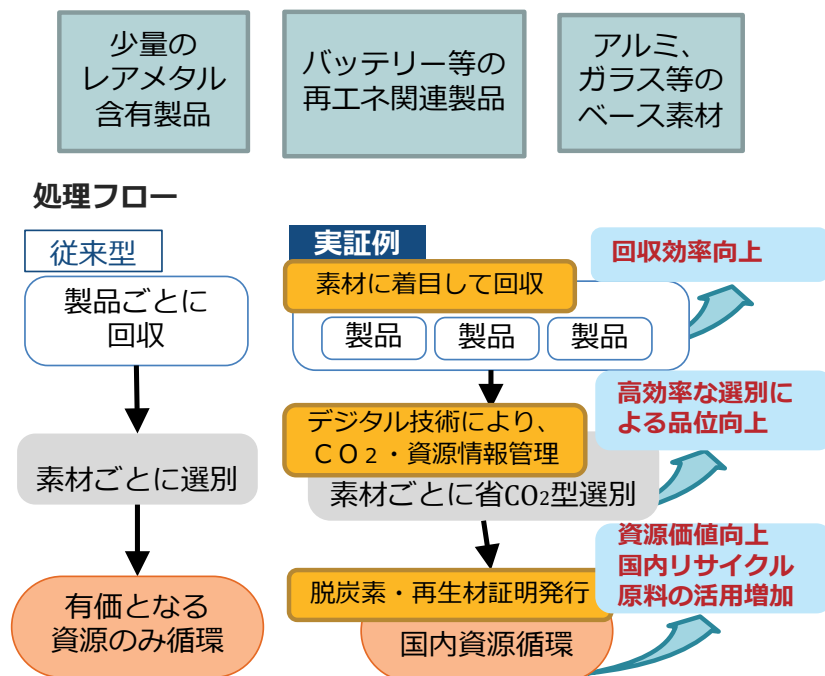 少量の
レアメタル
含有製品
バッテリー等の
再エネ関連製品
アルミ、
ガラス等の
ベース素材
処理フロー
従来型
製品ごとに
回収
素材ごとに選別
有価となる
資源のみ循環
実証例
素材に着目して回収
製品 製品 製品
回収効率向上
デジタル技術により、
CO2・資源情報管理
素材ごとに省CO2型選別
高効率な選別に
よる品位向上
脱炭素・再生材証明発行
国内資源循環
資源価値向上
国内リサイクル
原料の活用増加